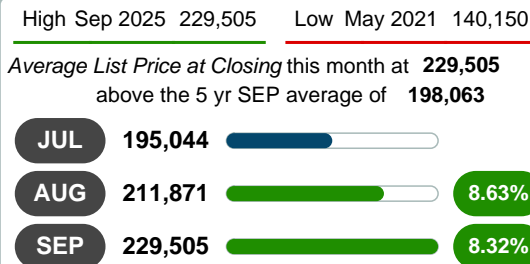 High Sep 2025 229,505 Low May 2021 140,150
Average List Price at Closing this month at 229,505
above the 5 yr SEP average of 198,063
JUL 195,044
AUG 211,871 8.63%
SEP 229,505 8.32%